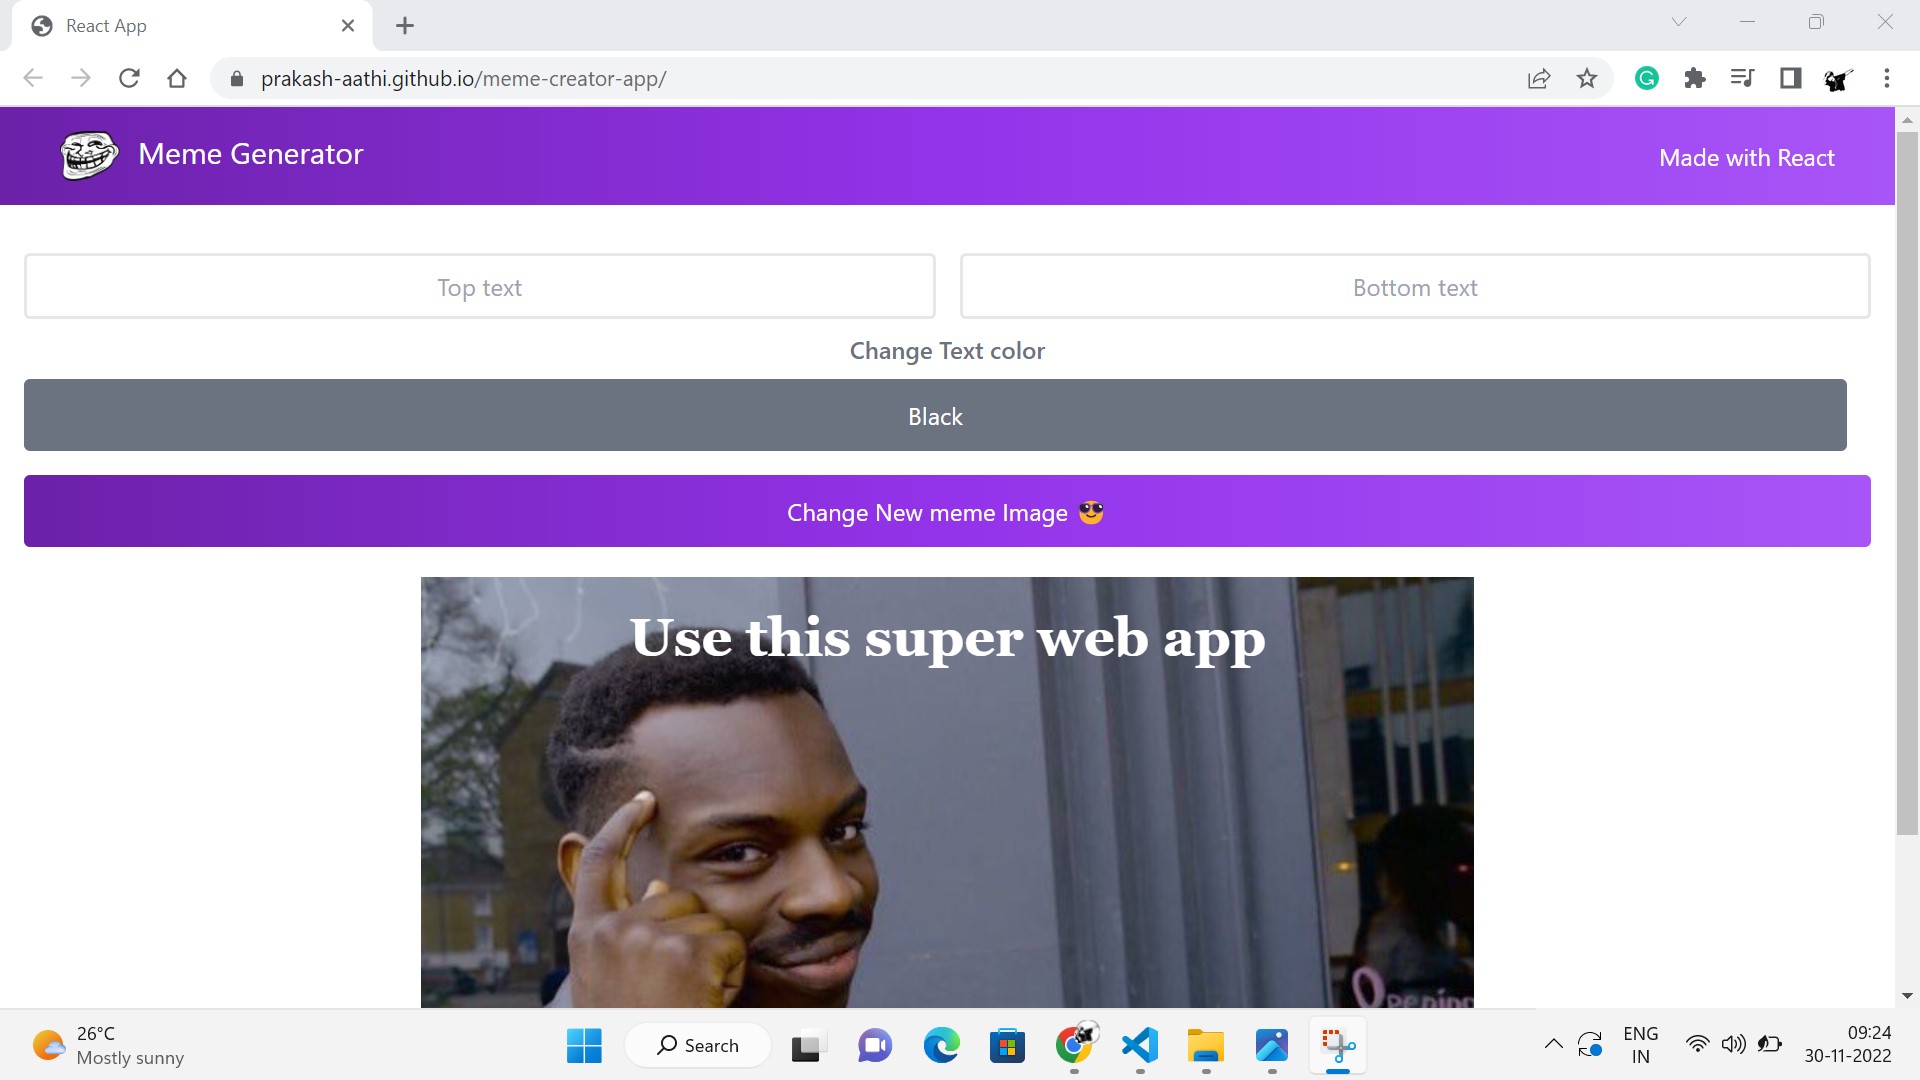 React App
prakash-aathi.github.io/meme-creator-app/
Meme Generator
Made with React
Top text
Bottom text
Change Text color
Black
Change New meme Image 😎
Use this super web app
26°C
Mostly sunny
Search
ENG
IN
09:24
30-11-2022